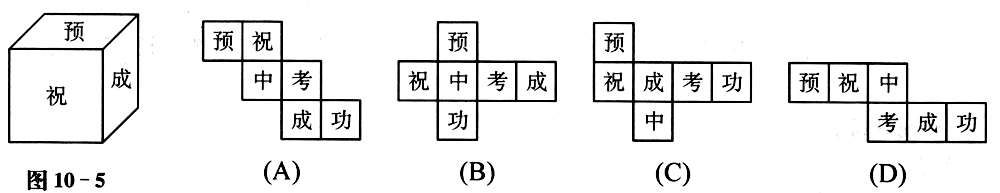 预
祝 成
图 10-5
预 祝
中 考
成 功
(A)
预
祝 中 考 成
功
(B)
预
祝 成 考 功
中
(C)
预 祝 中
考 成 功
(D)